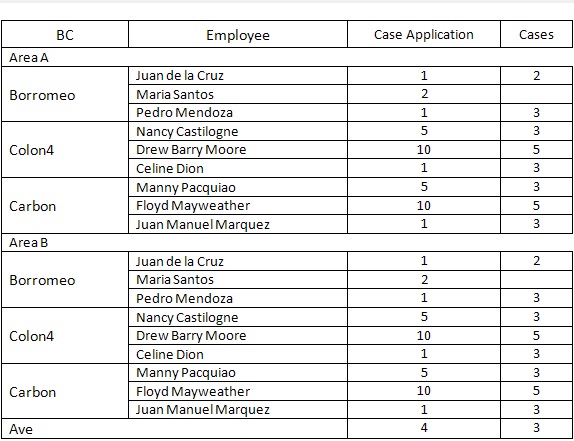 BC Employee Case Application Cases
Area A
Juan de la Cruz 1 2
Borromeo Maria Santos 2
Pedro Mendoza 1 3
Nancy Castilogne 5 3
Colon4 Drew Barry Moore 10 5
Celine Dion 1 3
Manny Pacquiao 5 3
Carbon Floyd Mayweather 10 5
Juan Manuel Marquez 1 3
Area B
Juan de la Cruz 1 2
Borromeo Maria Santos 2
Pedro Mendoza 1 3
Nancy Castilogne 5 3
Colon4 Drew Barry Moore 10 5
Celine Dion 1 3
Manny Pacquiao 5 3
Carbon Floyd Mayweather 10 5
Juan Manuel Marquez 1 3
Ave 4 3